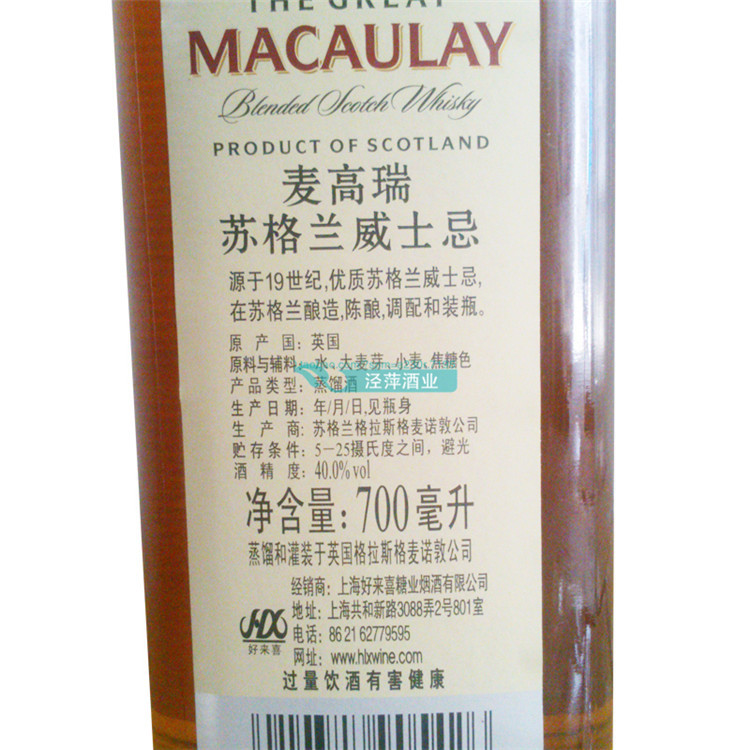 THE GREAT
MACAULAY
Blended Scotch Whisky
PRODUCT OF SCOTLAND
麦高瑞
苏格兰威士忌
源于19世纪,优质苏格兰威士忌,
在苏格兰酿造,陈酿,调配和装瓶。
原产国:英国
原料与辅料:水、大麦芽、小麦、焦糖色
产品类型:蒸馏酒
泾萍酒业
生产日期:年/月/日,见瓶身
生产商:苏格兰格拉斯格麦诺敦公司
贮存条件:5-25摄氏度之间,避光
酒精度:40.0%vol
净含量:700毫升
蒸馏和灌装于英国格拉斯格麦诺敦公司
经销商:上海好来喜糖业烟酒有限公司
地址:上海共和新路3088弄2号801室
电话:86 21 62779595
网址:www.hlxwine.com
HLX
好来喜
过量饮酒有害健康